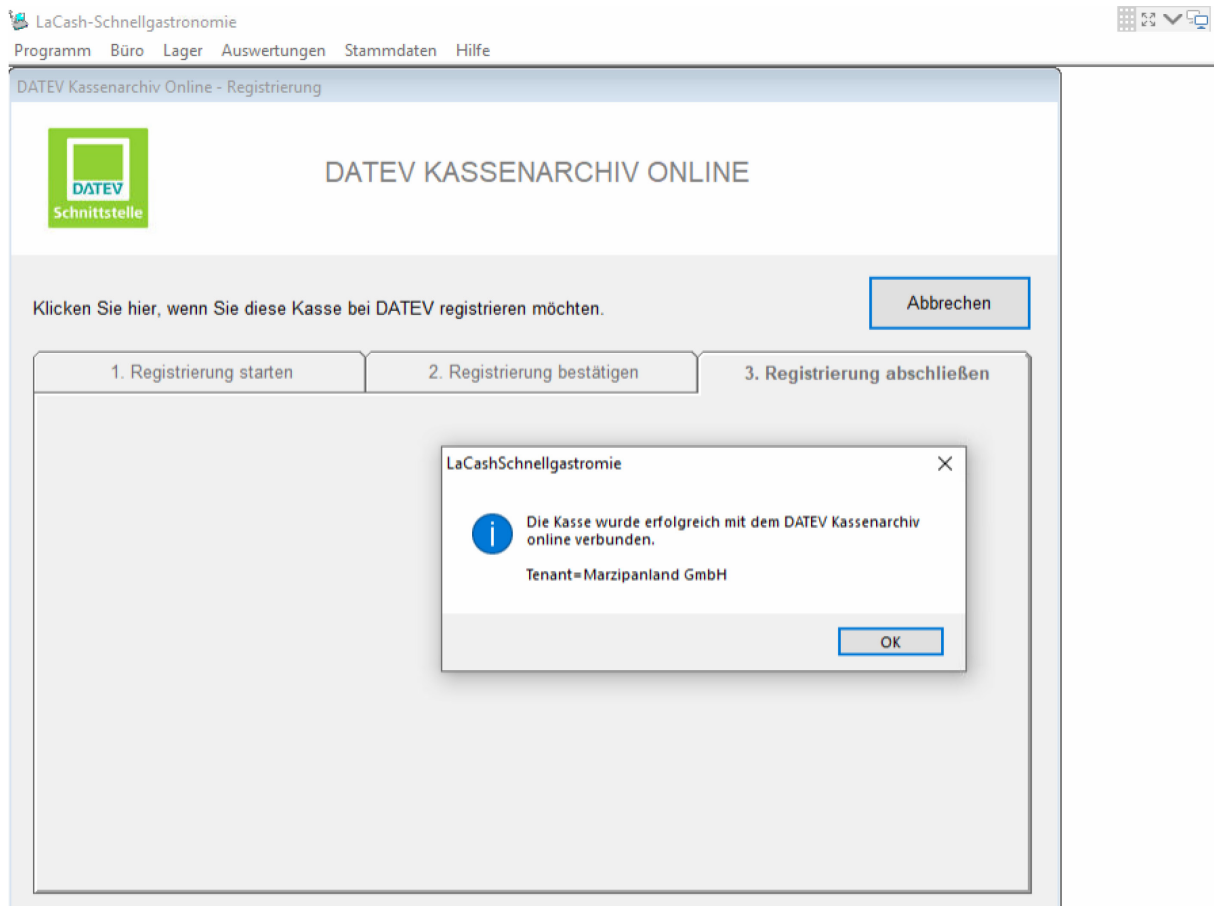 LaCash-Schnellgastronomie
Programm Büro Lager Auswertungen Stammdaten Hilfe
DATEV Kassenarchiv Online - Registrierung
DATEV
Schnittstelle
DATEV KASSENARCHIV ONLINE
Klicken Sie hier, wenn Sie diese Kasse bei DATEV registrieren möchten.
Abbrechen
1. Registrierung starten
2. Registrierung bestätigen
3. Registrierung abschließen
LaCashSchnellgastromie
Die Kasse wurde erfolgreich mit dem DATEV Kassenarchiv
online verbunden.
Tenant=Marzipanland GmbH
OK